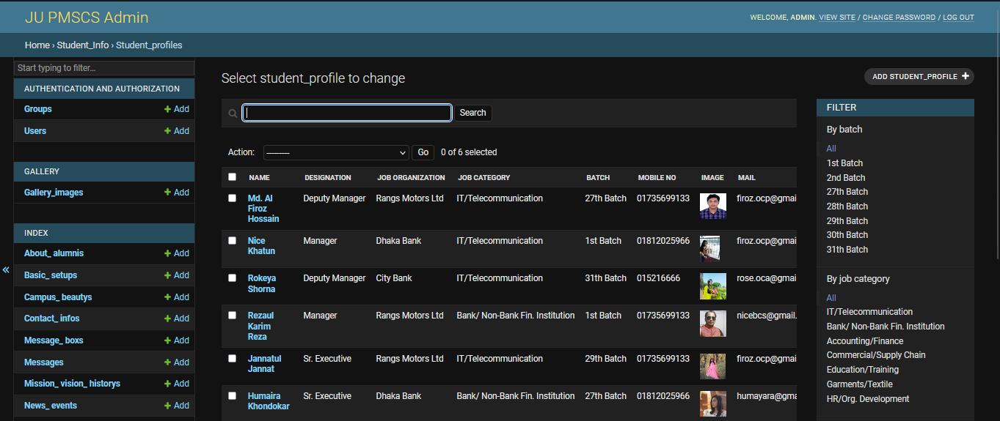 JU PMSCS Admin
WELCOME, ADMIN. VIEW SITE / CHANGE PASSWORD / LOG OUT
Home › Student_Info › Student_profiles
Start typing to filter...
AUTHENTICATION AND AUTHORIZATION
Groups + Add
Users + Add
GALLERY
Gallery_images + Add
INDEX
About_ alumnis + Add
Basic_ setups + Add
Campus_ beautys + Add
Contact_ infos + Add
Message_ boxs + Add
Messages + Add
Mission_ vision_ historys + Add
News_ events + Add
«
Select student_profile to change
ADD STUDENT_PROFILE +
Search
Action: --------- Go 0 of 6 selected
NAME DESIGNATION JOB ORGANIZATION JOB CATEGORY BATCH MOBILE NO IMAGE MAIL
Md. Al Deputy Manager Rangs Motors Ltd IT/Telecommunication 27th Batch 01735699133 firoz.ocp@gmai
Firoz
Hossain
Nice Manager Dhaka Bank IT/Telecommunication 1st Batch 01812025966 firoz.ocp@gmai
Khatun
Rokeya Deputy Manager City Bank IT/Telecommunication 31th Batch 015216666 rose.oca@gmai
Shorna
Rezaul Manager Rangs Motors Ltd Bank/ Non-Bank Fin. Institution 1st Batch 01735699133 nicebcs@gmail.
Karim
Reza
Jannatul Sr. Executive Rangs Motors Ltd IT/Telecommunication 29th Batch 01735699133 firoz.ocp@gmai
Jannat
Humaira Sr. Executive Dhaka Bank Bank/ Non-Bank Fin. Institution 27th Batch 01812025966 humayara@gma
Khondokar
FILTER
By batch
All
1st Batch
2nd Batch
27th Batch
28th Batch
29th Batch
30th Batch
31th Batch
By job category
All
IT/Telecommunication
Bank/ Non-Bank Fin. Institution
Accounting/Finance
Commercial/Supply Chain
Education/Training
Garments/Textile
HR/Org. Development